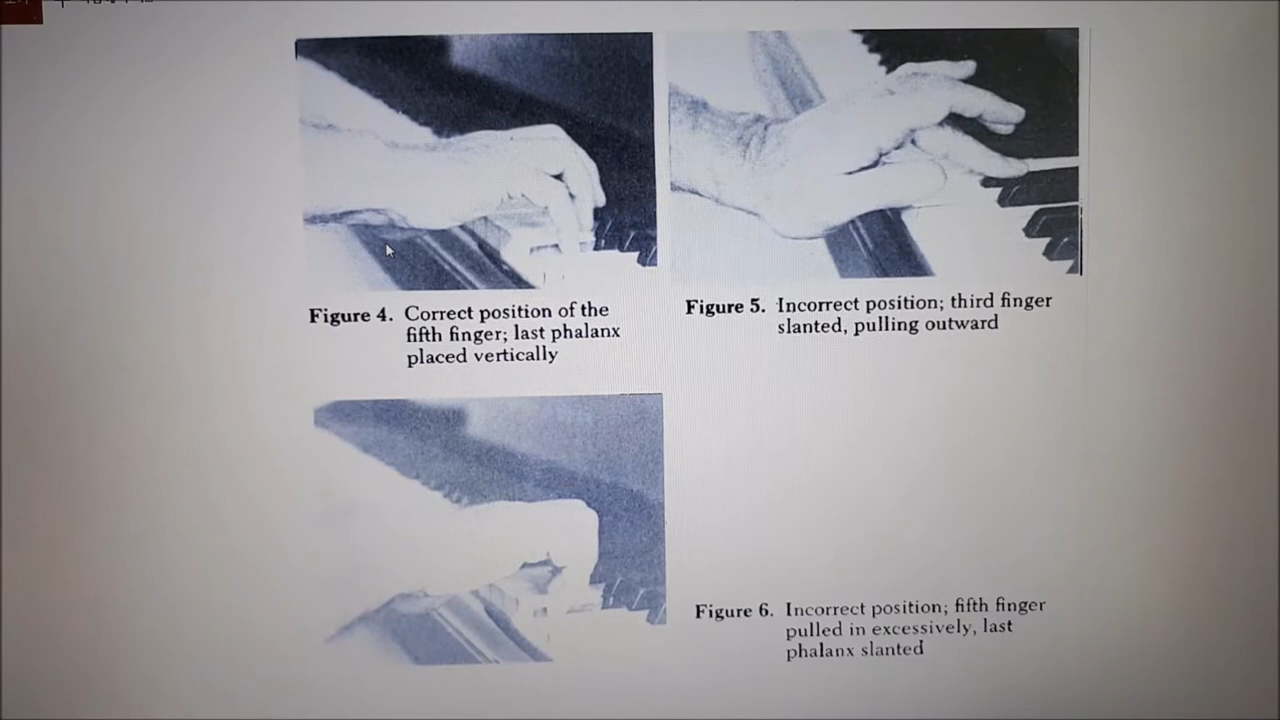 Figure 4. Correct position of the
fifth finger; last phalanx
placed vertically
Figure 5. Incorrect position; third finger
slanted, pulling outward
Figure 6. Incorrect position; fifth finger
pulled in excessively, last
phalanx slanted